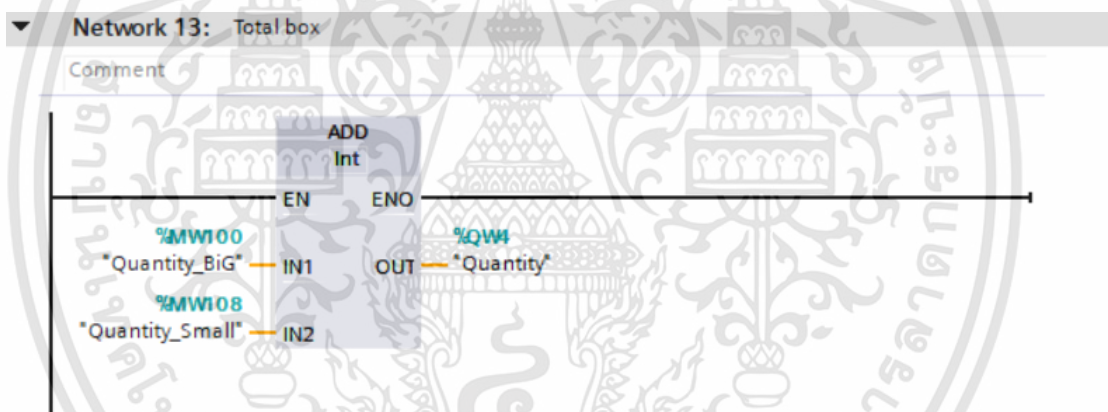 Network 13: Total box
Comment
ADD
Int
EN ENO
%MW100
"Quantity_BiG" IN1
%QW4
OUT "Quantity"
%MW108
"Quantity_Small" IN2